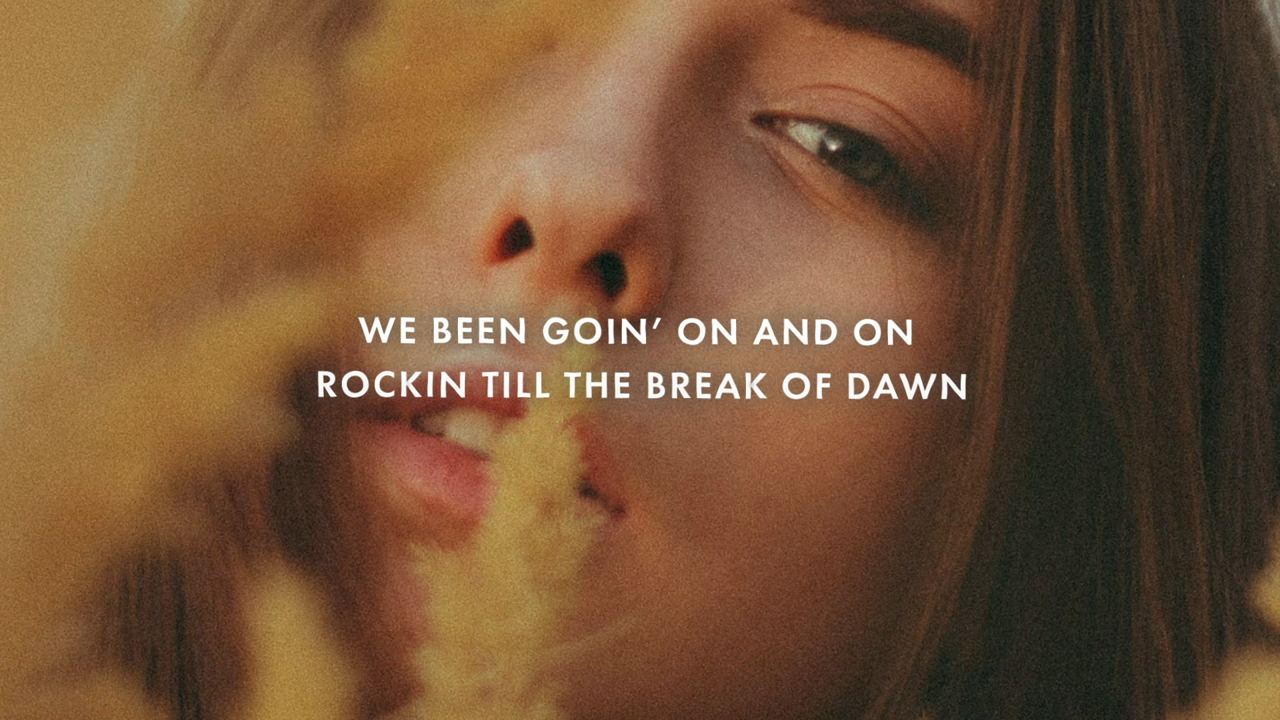 WE BEEN GOIN’ ON AND ON
ROCKIN TILL THE BREAK OF DAWN